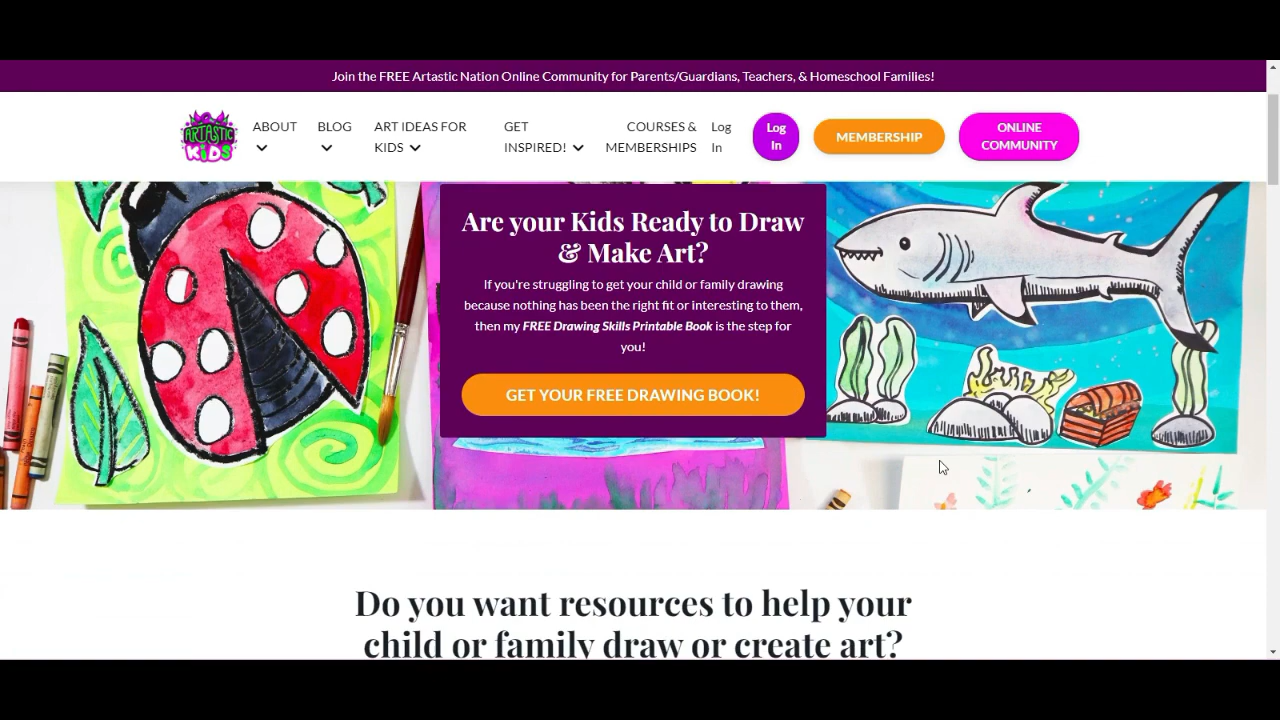 Join the FREE Artastic Nation Online Community for Parents/Guardians, Teachers, & Homeschool Families!
ARTASTIC
KiDS
ABOUT
BLOG
ART IDEAS FOR
KIDS
GET
INSPIRED!
COURSES &
MEMBERSHIPS
Log
In
Log
In
MEMBERSHIP
ONLINE
COMMUNITY
Are your Kids Ready to Draw
& Make Art?
If you're struggling to get your child or family drawing
because nothing has been the right fit or interesting to them,
then my FREE Drawing Skills Printable Book is the step for
you!
GET YOUR FREE DRAWING BOOK!
Do you want resources to help your
child or family draw or create art?